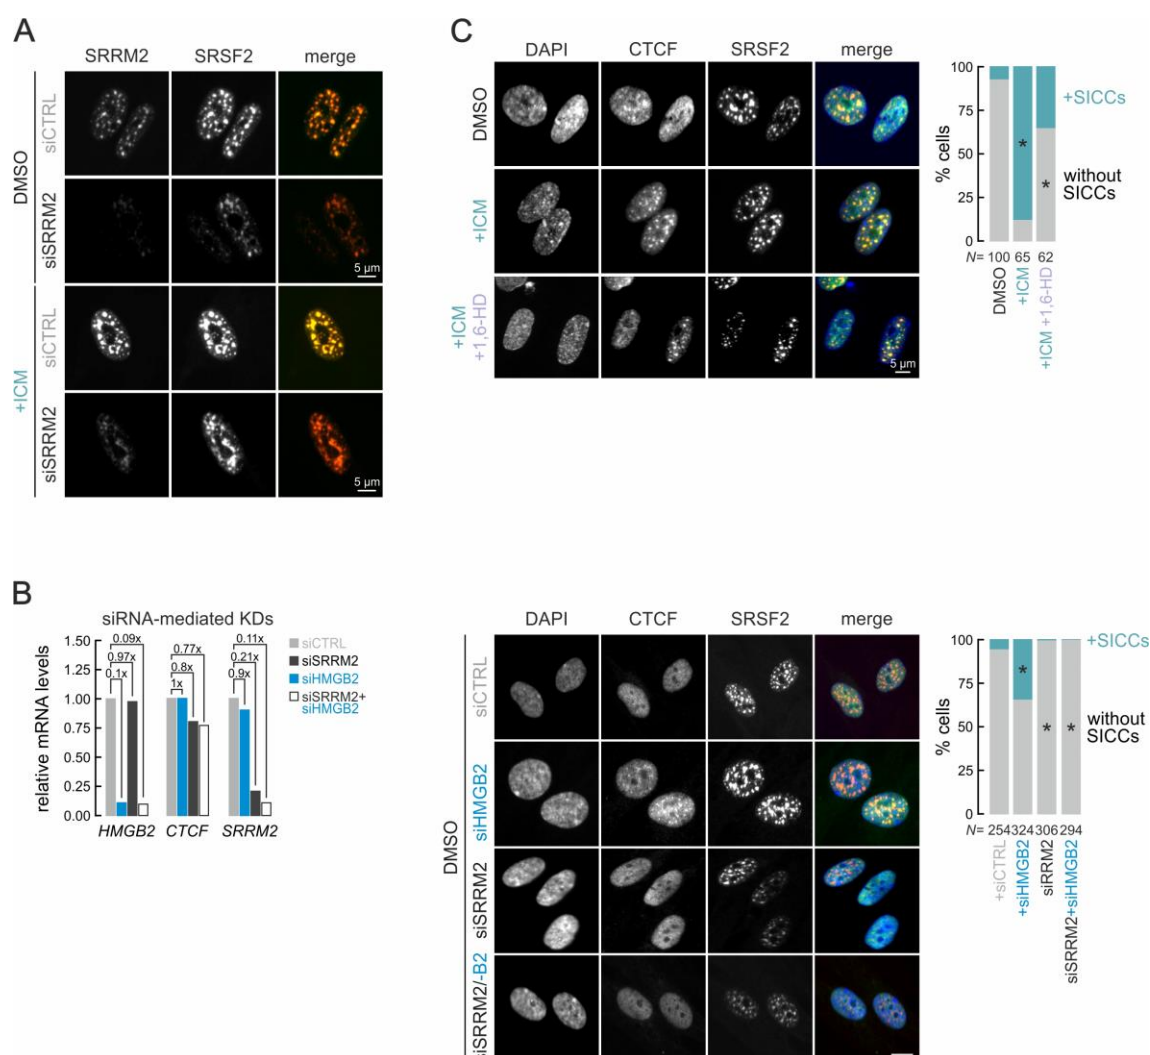 A
SRRM2 SRSF2 merge
DMSO
siCTRL
siSRRM2
5 µm
+ICM
siCTRL
siSRRM2
5 µm
C
DAPI CTCF SRSF2 merge
DMSO
+ICM
+ICM
+1,6-HD
5 µm
% cells
100
75
50
25
0
+SICCs
without
SICCs
*
*
N= 100 65 62
DMSO
+ICM
+ICM +1,6-HD
B
siRNA-mediated KDs
relative mRNA levels
1.50
1.25
1.00
0.75
0.50
0.25
0.00
0.09x
0.97x
0.1x
0.77x
0.8x
1x
0.11x
0.21x
0.9x
siCTRL
siSRRM2
siHMGB2
siSRRM2+
siHMGB2
HMGB2 CTCF SRRM2
DAPI CTCF SRSF2 merge
DMSO
siCTRL
siHMGB2
siSRRM2
siSRRM2/-B2
% cells
100
75
50
25
0
+SICCs
without
SICCs
*
* *
N= 254 324 306 294
+siCTRL
+siHMGB2
siRRM2
siSRRM2+siHMGB2